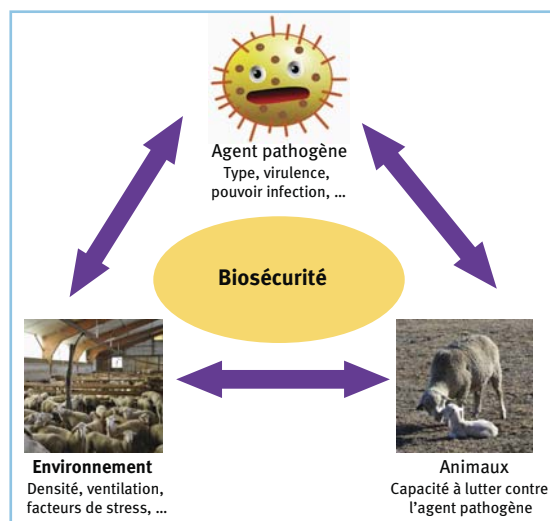 Agent pathogène
Type, virulence,
pouvoir infection, ...
Biosécurité
Environnement
Densité, ventilation,
facteurs de stress, ...
Animaux
Capacité à lutter contre
l'agent pathogène